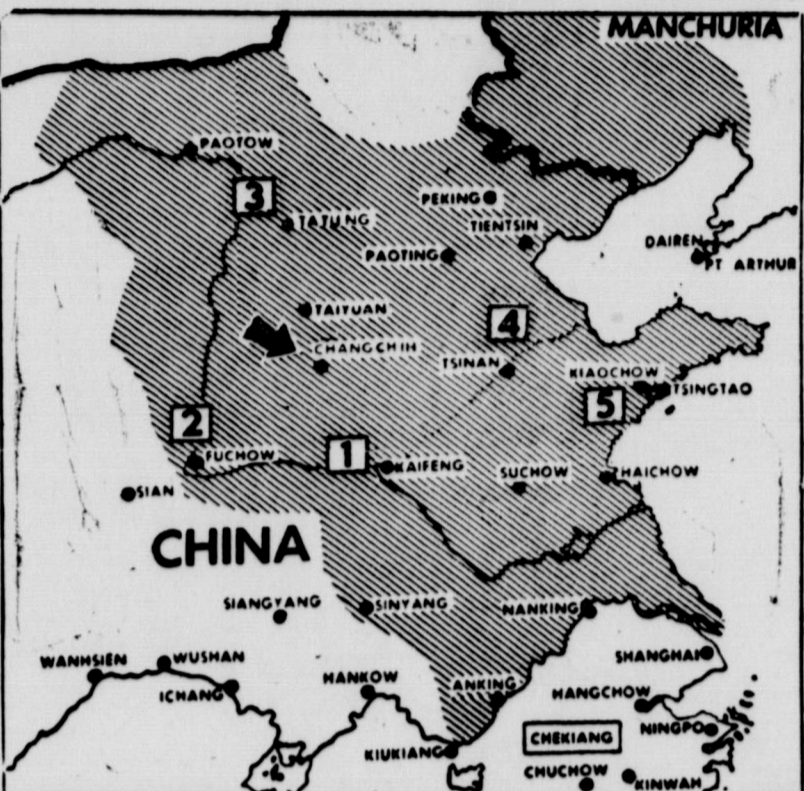 MANCHURIA
PAOTOW
3
TATUNG
PEKING
TIENTSIN
DAIREN
PT ARTHUR
PAOTING
TAIYUAN
4
CHANGCHIH
TSINAN
KIAOCHOW
TSINGTAO
5
2
FUCHOW
1
KAIFENG
SUCHOW
HAICHOW
SIAN
CHINA
SIANGYANG
SINYANG
NANKING
SHANGHAI
WANHSIEN
WUSHAN
ICHANG
HANKOW
ANKING
HANGCHOW
NINGPO
KIUKIANG
CHEKIANG
CHUCHOW
KINWAH